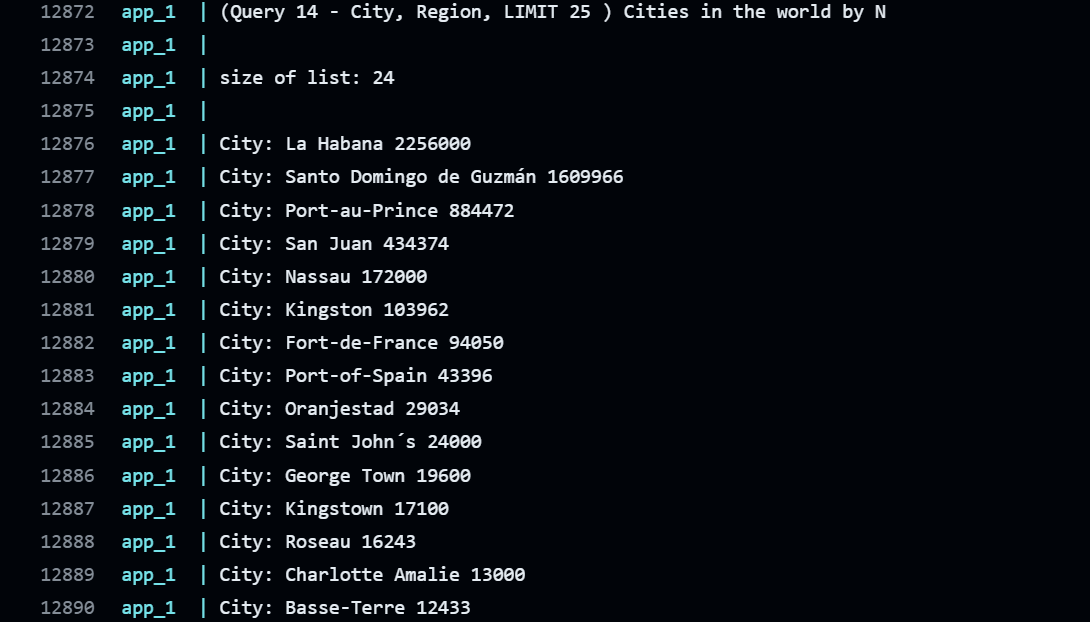 12872 app_1 | (Query 14 - City, Region, LIMIT 25 ) Cities in the world by N
12873 app_1 |
12874 app_1 | size of list: 24
12875 app_1 |
12876 app_1 | City: La Habana 2256000
12877 app_1 | City: Santo Domingo de Guzmán 1609966
12878 app_1 | City: Port-au-Prince 884472
12879 app_1 | City: San Juan 434374
12880 app_1 | City: Nassau 172000
12881 app_1 | City: Kingston 103962
12882 app_1 | City: Fort-de-France 94050
12883 app_1 | City: Port-of-Spain 43396
12884 app_1 | City: Oranjestad 29034
12885 app_1 | City: Saint John´s 24000
12886 app_1 | City: George Town 19600
12887 app_1 | City: Kingstown 17100
12888 app_1 | City: Roseau 16243
12889 app_1 | City: Charlotte Amalie 13000
12890 app_1 | City: Basse-Terre 12433